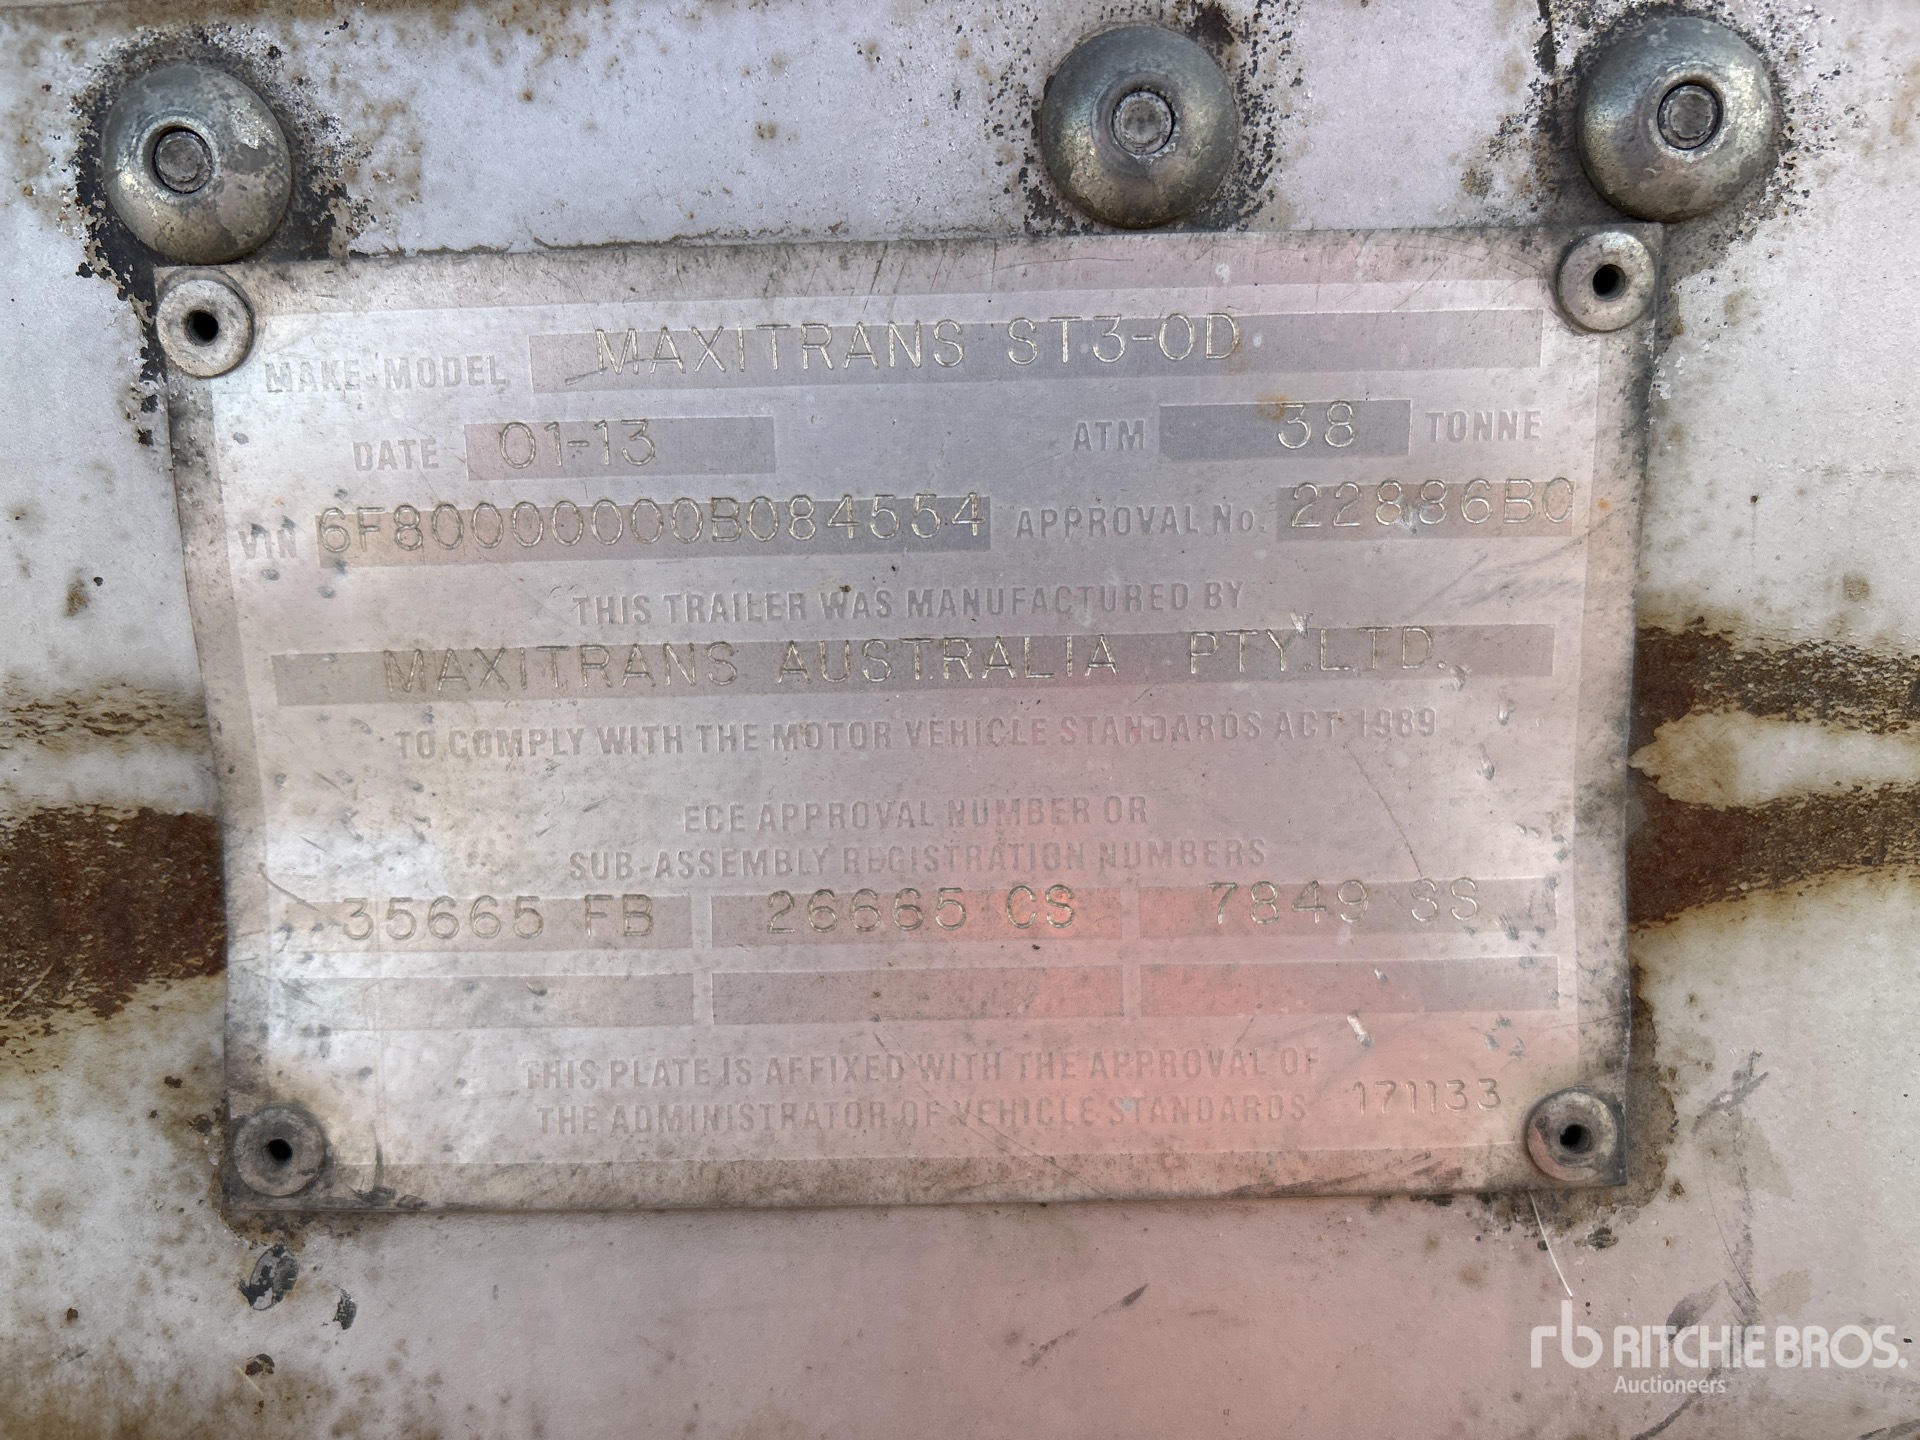 MAKE-MODEL MAXITRANS ST3-OD
DATE 01-13 ATM 38 TONNE
VIN 6F80000000B084554 APPROVAL No. 22886B0
THIS TRAILER WAS MANUFACTURED BY
MAXITRANS AUSTRALIA PTY.LTD.
TO COMPLY WITH THE MOTOR VEHICLE STANDARDS ACT 1989
ECE APPROVAL NUMBER OR
SUB-ASSEMBLY REGISTRATION NUMBERS
35665 FB 26665 CS 7849 SS
THIS PLATE IS AFFIXED WITH THE APPROVAL OF
THE ADMINISTRATOR OF VEHICLE STANDARDS 171133
rb RITCHIE BROS.
Auctioneers